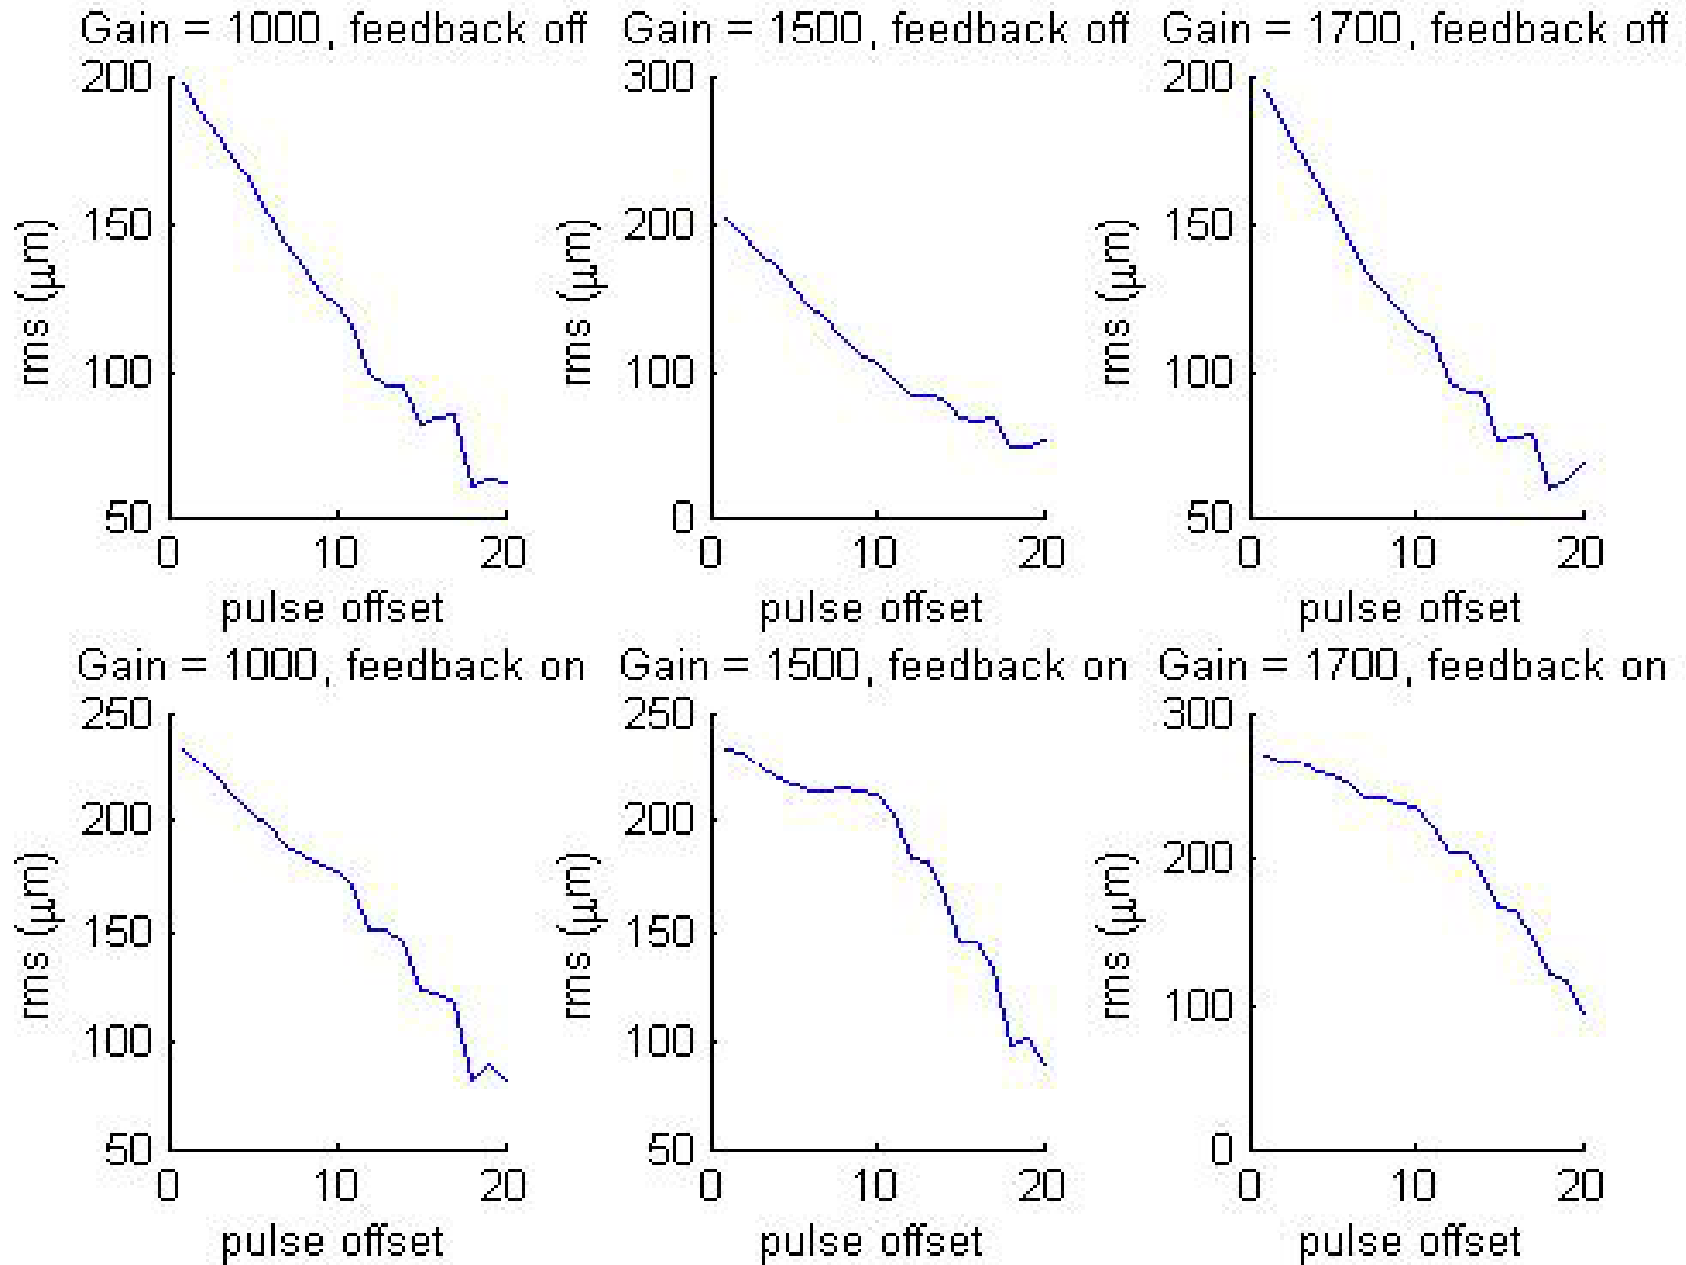 Gain = 1000, feedback off
200
150
100
50
0
10
20
rms (μm)
pulse offset
Gain = 1500, feedback off
300
200
100
0
0
10
20
rms (μm)
pulse offset
Gain = 1700, feedback off
200
150
100
50
0
10
20
rms (μm)
pulse offset
Gain = 1000, feedback on
250
200
150
100
50
0
10
20
rms (μm)
pulse offset
Gain = 1500, feedback on
250
200
150
100
50
0
10
20
rms (μm)
pulse offset
Gain = 1700, feedback on
300
200
100
0
0
10
20
rms (μm)
pulse offset